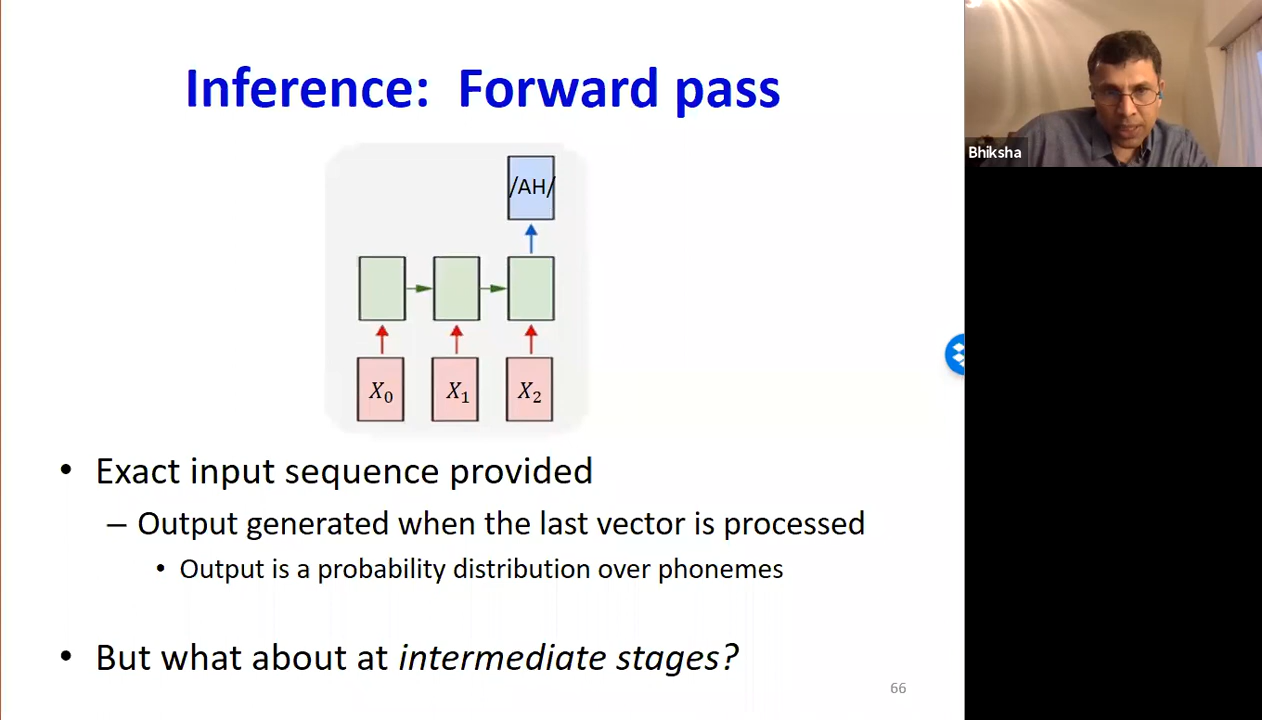 Inference: Forward pass
Bhiksha
/AH/
X0 X1 X2
• Exact input sequence provided
– Output generated when the last vector is processed
• Output is a probability distribution over phonemes
• But what about at intermediate stages?
66